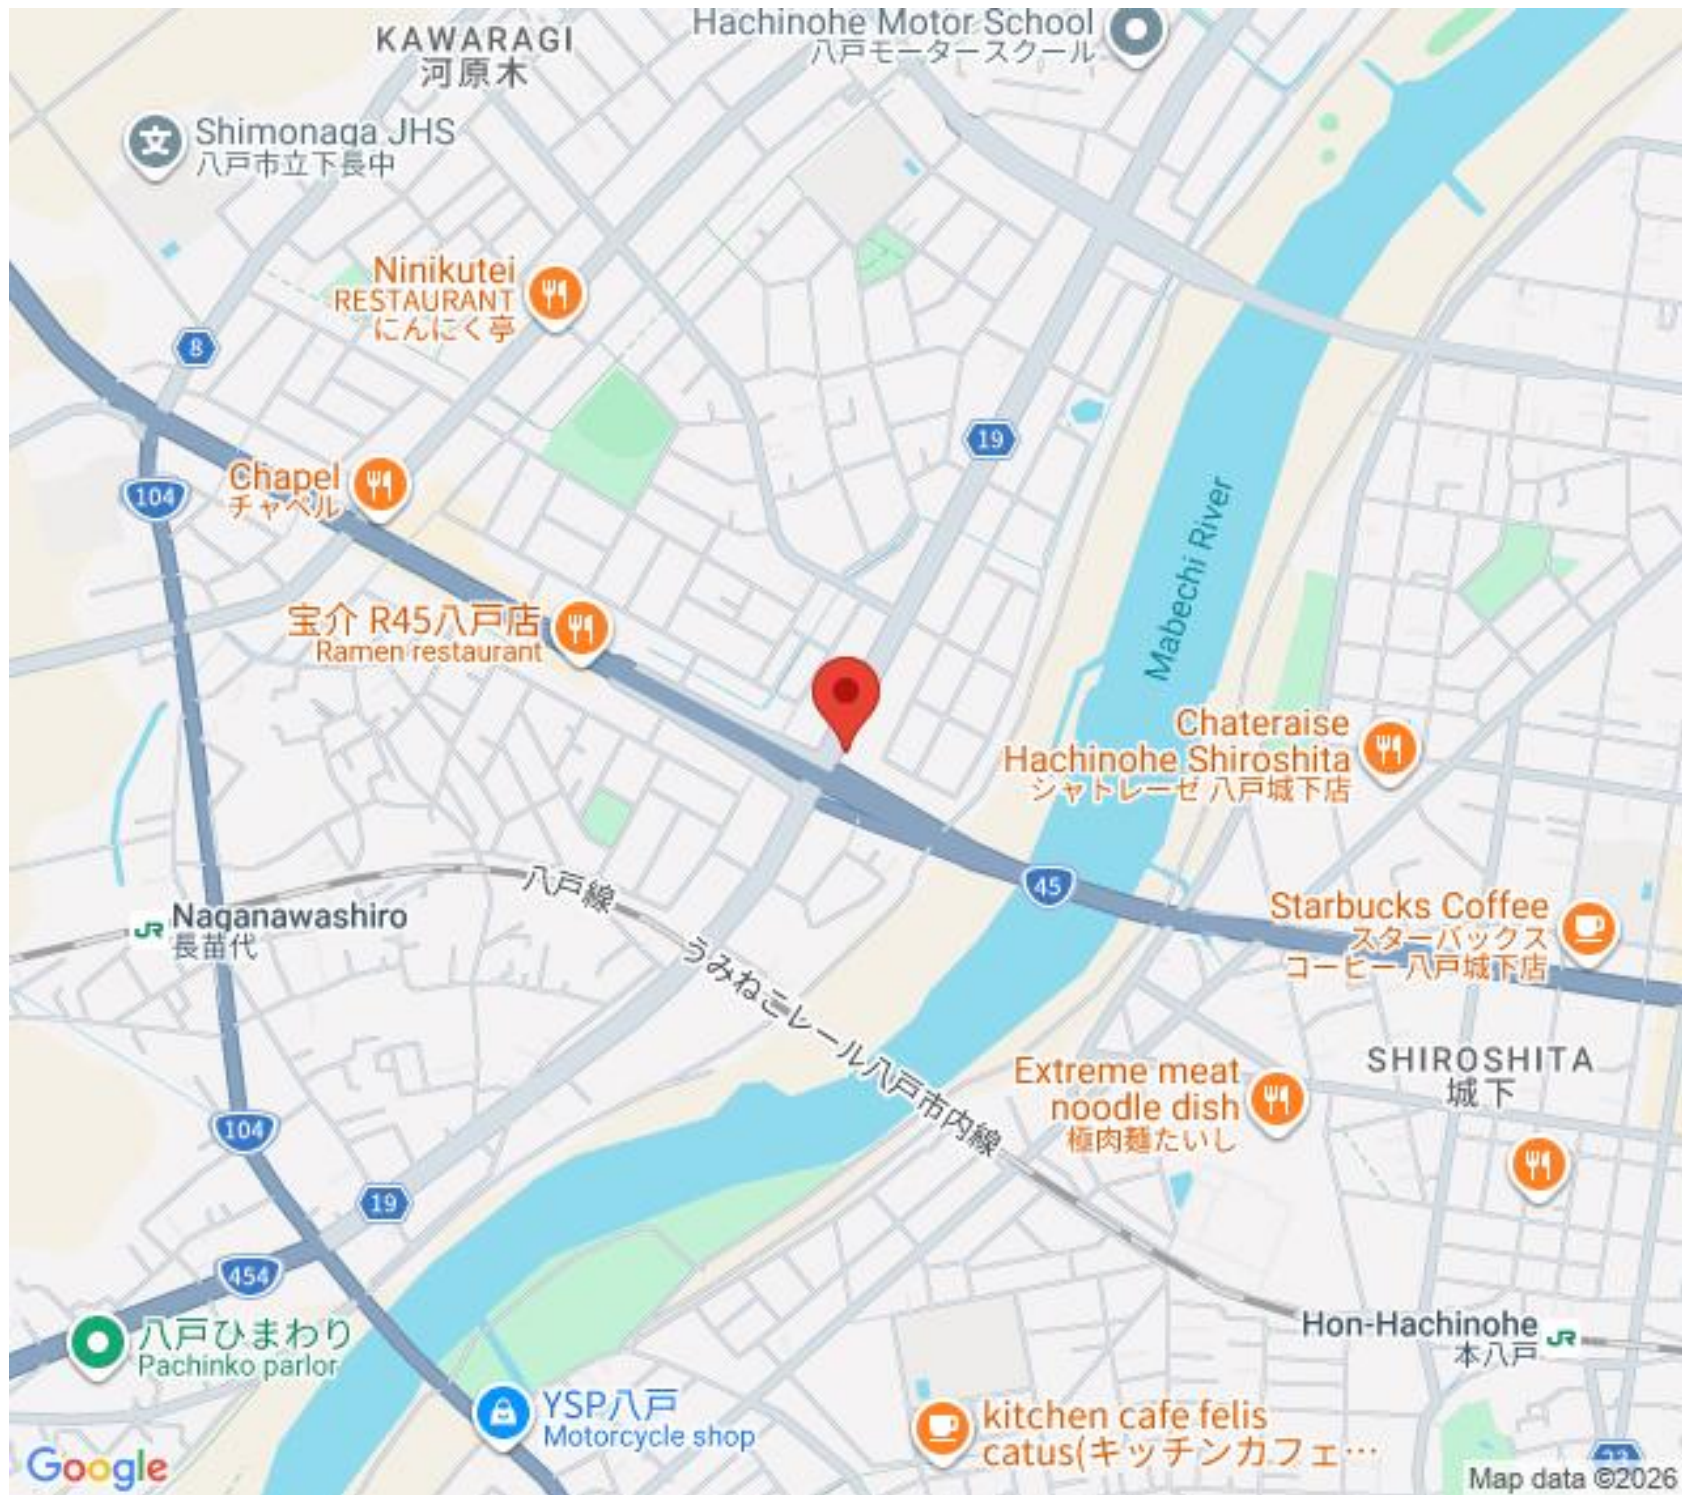 Hachinohe Motor School
八戸モータースクール
KAWARAGI
河原木
Shimonaga JHS
八戸市立下長中
Ninikutei
RESTAURANT
にんにく亭
8
19
Chapel
チャペル
104
Mabechi River
宝介 R45八戸店
Ramen restaurant
Chateraise
Hachinohe Shiroshita
シャトレーゼ 八戸城下店
45
八戸線
Naganawashiro
長苗代
JR
Starbucks Coffee
スターバックス
コーヒー 八戸城下店
うみねこレール八戸市内線
SHIROSHITA
城下
Extreme meat
noodle dish
極肉麺たいし
104
19
454
八戸ひまわり
Pachinko parlor
Hon-Hachinohe
本八戸
JR
YSP八戸
Motorcycle shop
kitchen cafe felis
catus(キッチンカフェ…
Google
Map data ©2026